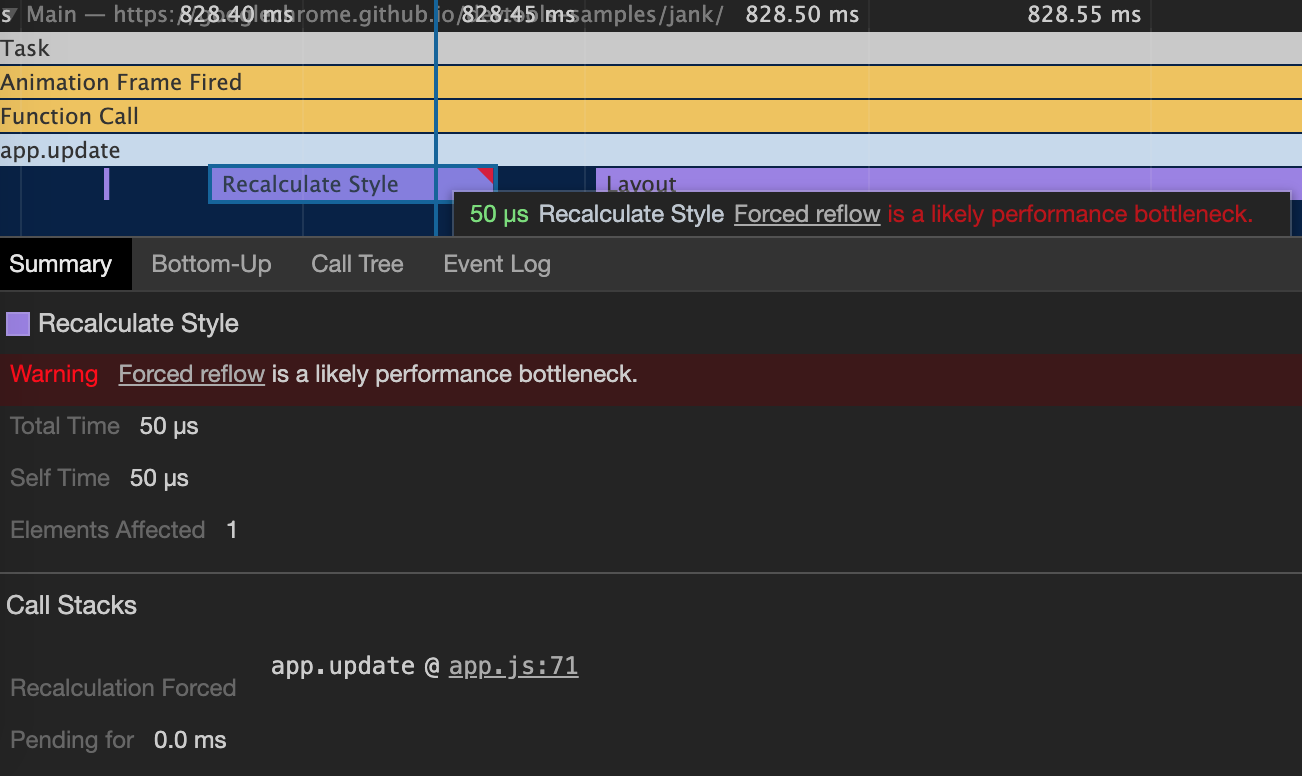 s Main — https://googlechrome.github.io/devtools-samples/jank/
828.40 ms 828.45 ms 828.50 ms 828.55 ms
Task
Animation Frame Fired
Function Call
app.update
Recalculate Style Layout
50 μs Recalculate Style Forced reflow is a likely performance bottleneck.
Summary Bottom-Up Call Tree Event Log
Recalculate Style
Warning Forced reflow is a likely performance bottleneck.
Total Time 50 μs
Self Time 50 μs
Elements Affected 1
Call Stacks
app.update @ app.js:71
Recalculation Forced
Pending for 0.0 ms